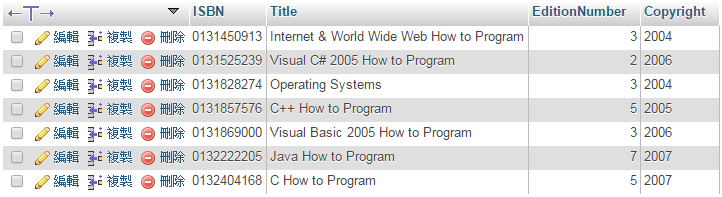 ←T→ ISBN Title EditionNumber Copyright
編輯 複製 刪除 0131450913 Internet & World Wide Web How to Program 3 2004
編輯 複製 刪除 0131525239 Visual C# 2005 How to Program 2 2006
編輯 複製 刪除 0131828274 Operating Systems 3 2004
編輯 複製 刪除 0131857576 C++ How to Program 5 2005
編輯 複製 刪除 0131869000 Visual Basic 2005 How to Program 3 2006
編輯 複製 刪除 0132222205 Java How to Program 7 2007
編輯 複製 刪除 0132404168 C How to Program 5 2007